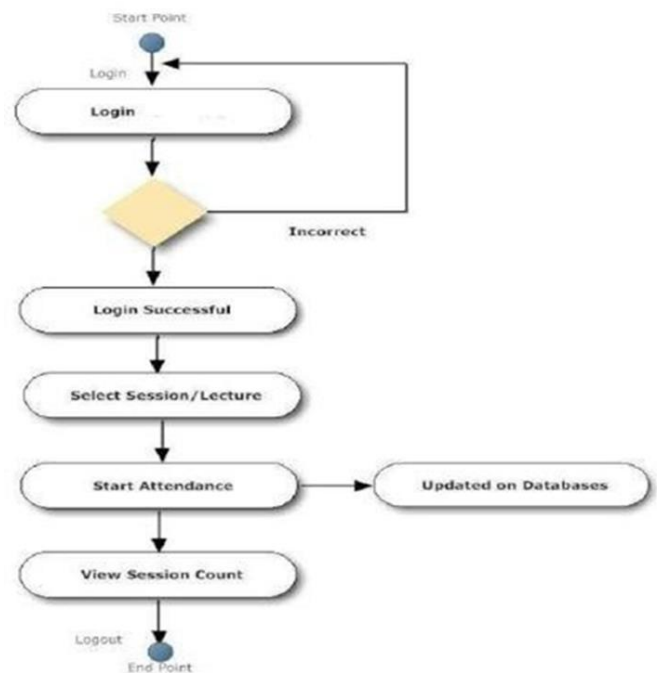 Start Point
Login
Login
Incorrect
Login Successful
Select Session/Lecture
Start Attendance
Updated on Databases
View Session Count
Logout
End Point